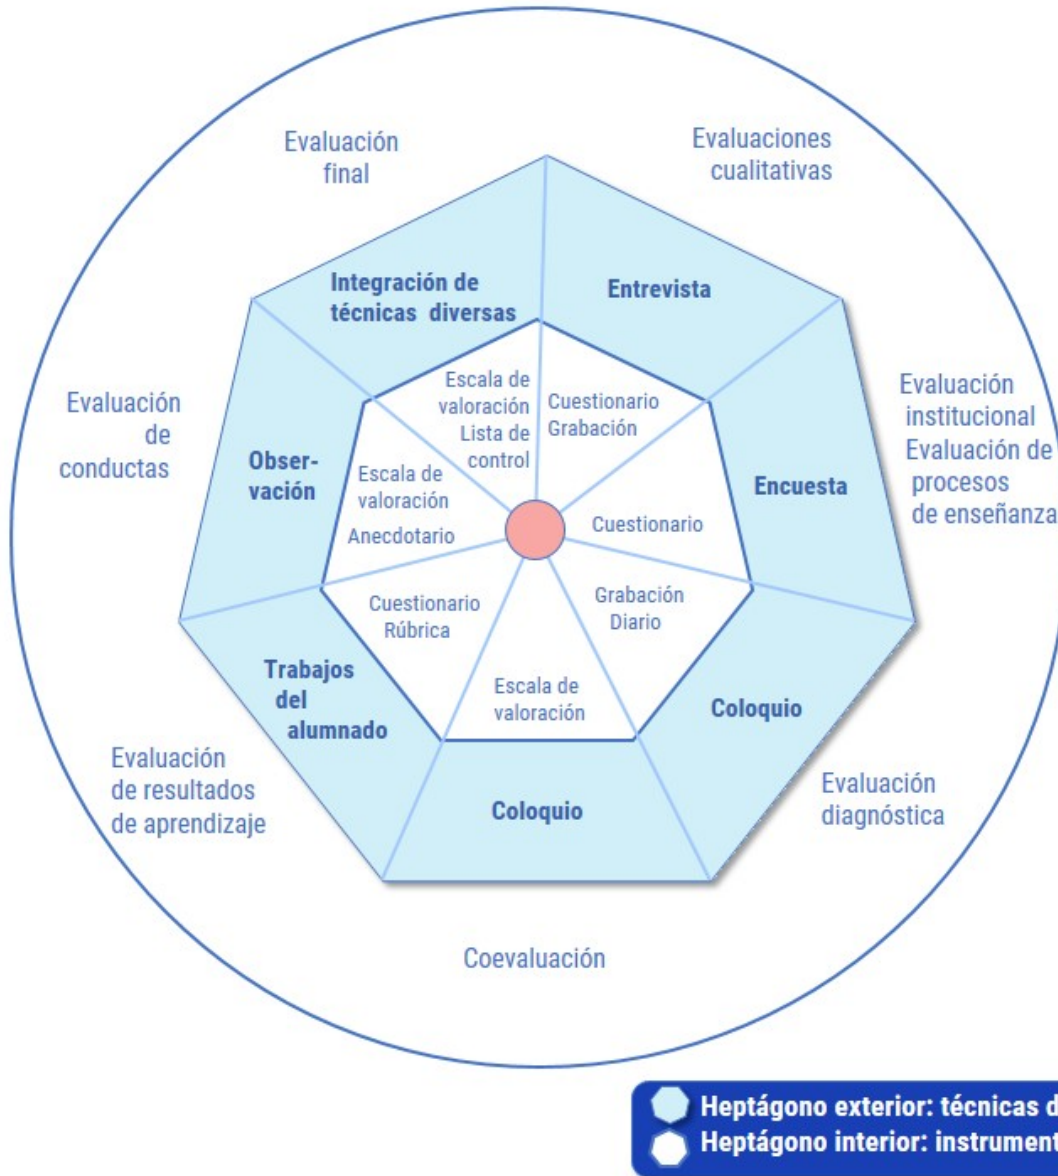 Evaluación
final
Evaluaciones
cualitativas
Integración de
técnicas diversas
Entrevista
Escala de
valoración
Lista de
control
Cuestionario
Grabación
Evaluación
de
conductas
Obser-
vación
Escala de
valoración
Anecdotario
Cuestionario
Encuesta
Evaluación
institucional
Evaluación de
procesos
de enseñanza
Cuestionario
Rúbrica
Grabación
Diario
Trabajos
del
alumnado
Escala de
valoración
Coloquio
Evaluación
de resultados
de aprendizaje
Coloquio
Evaluación
diagnóstica
Coevaluación
Heptágono exterior: técnicas d
Heptágono interior: instrument